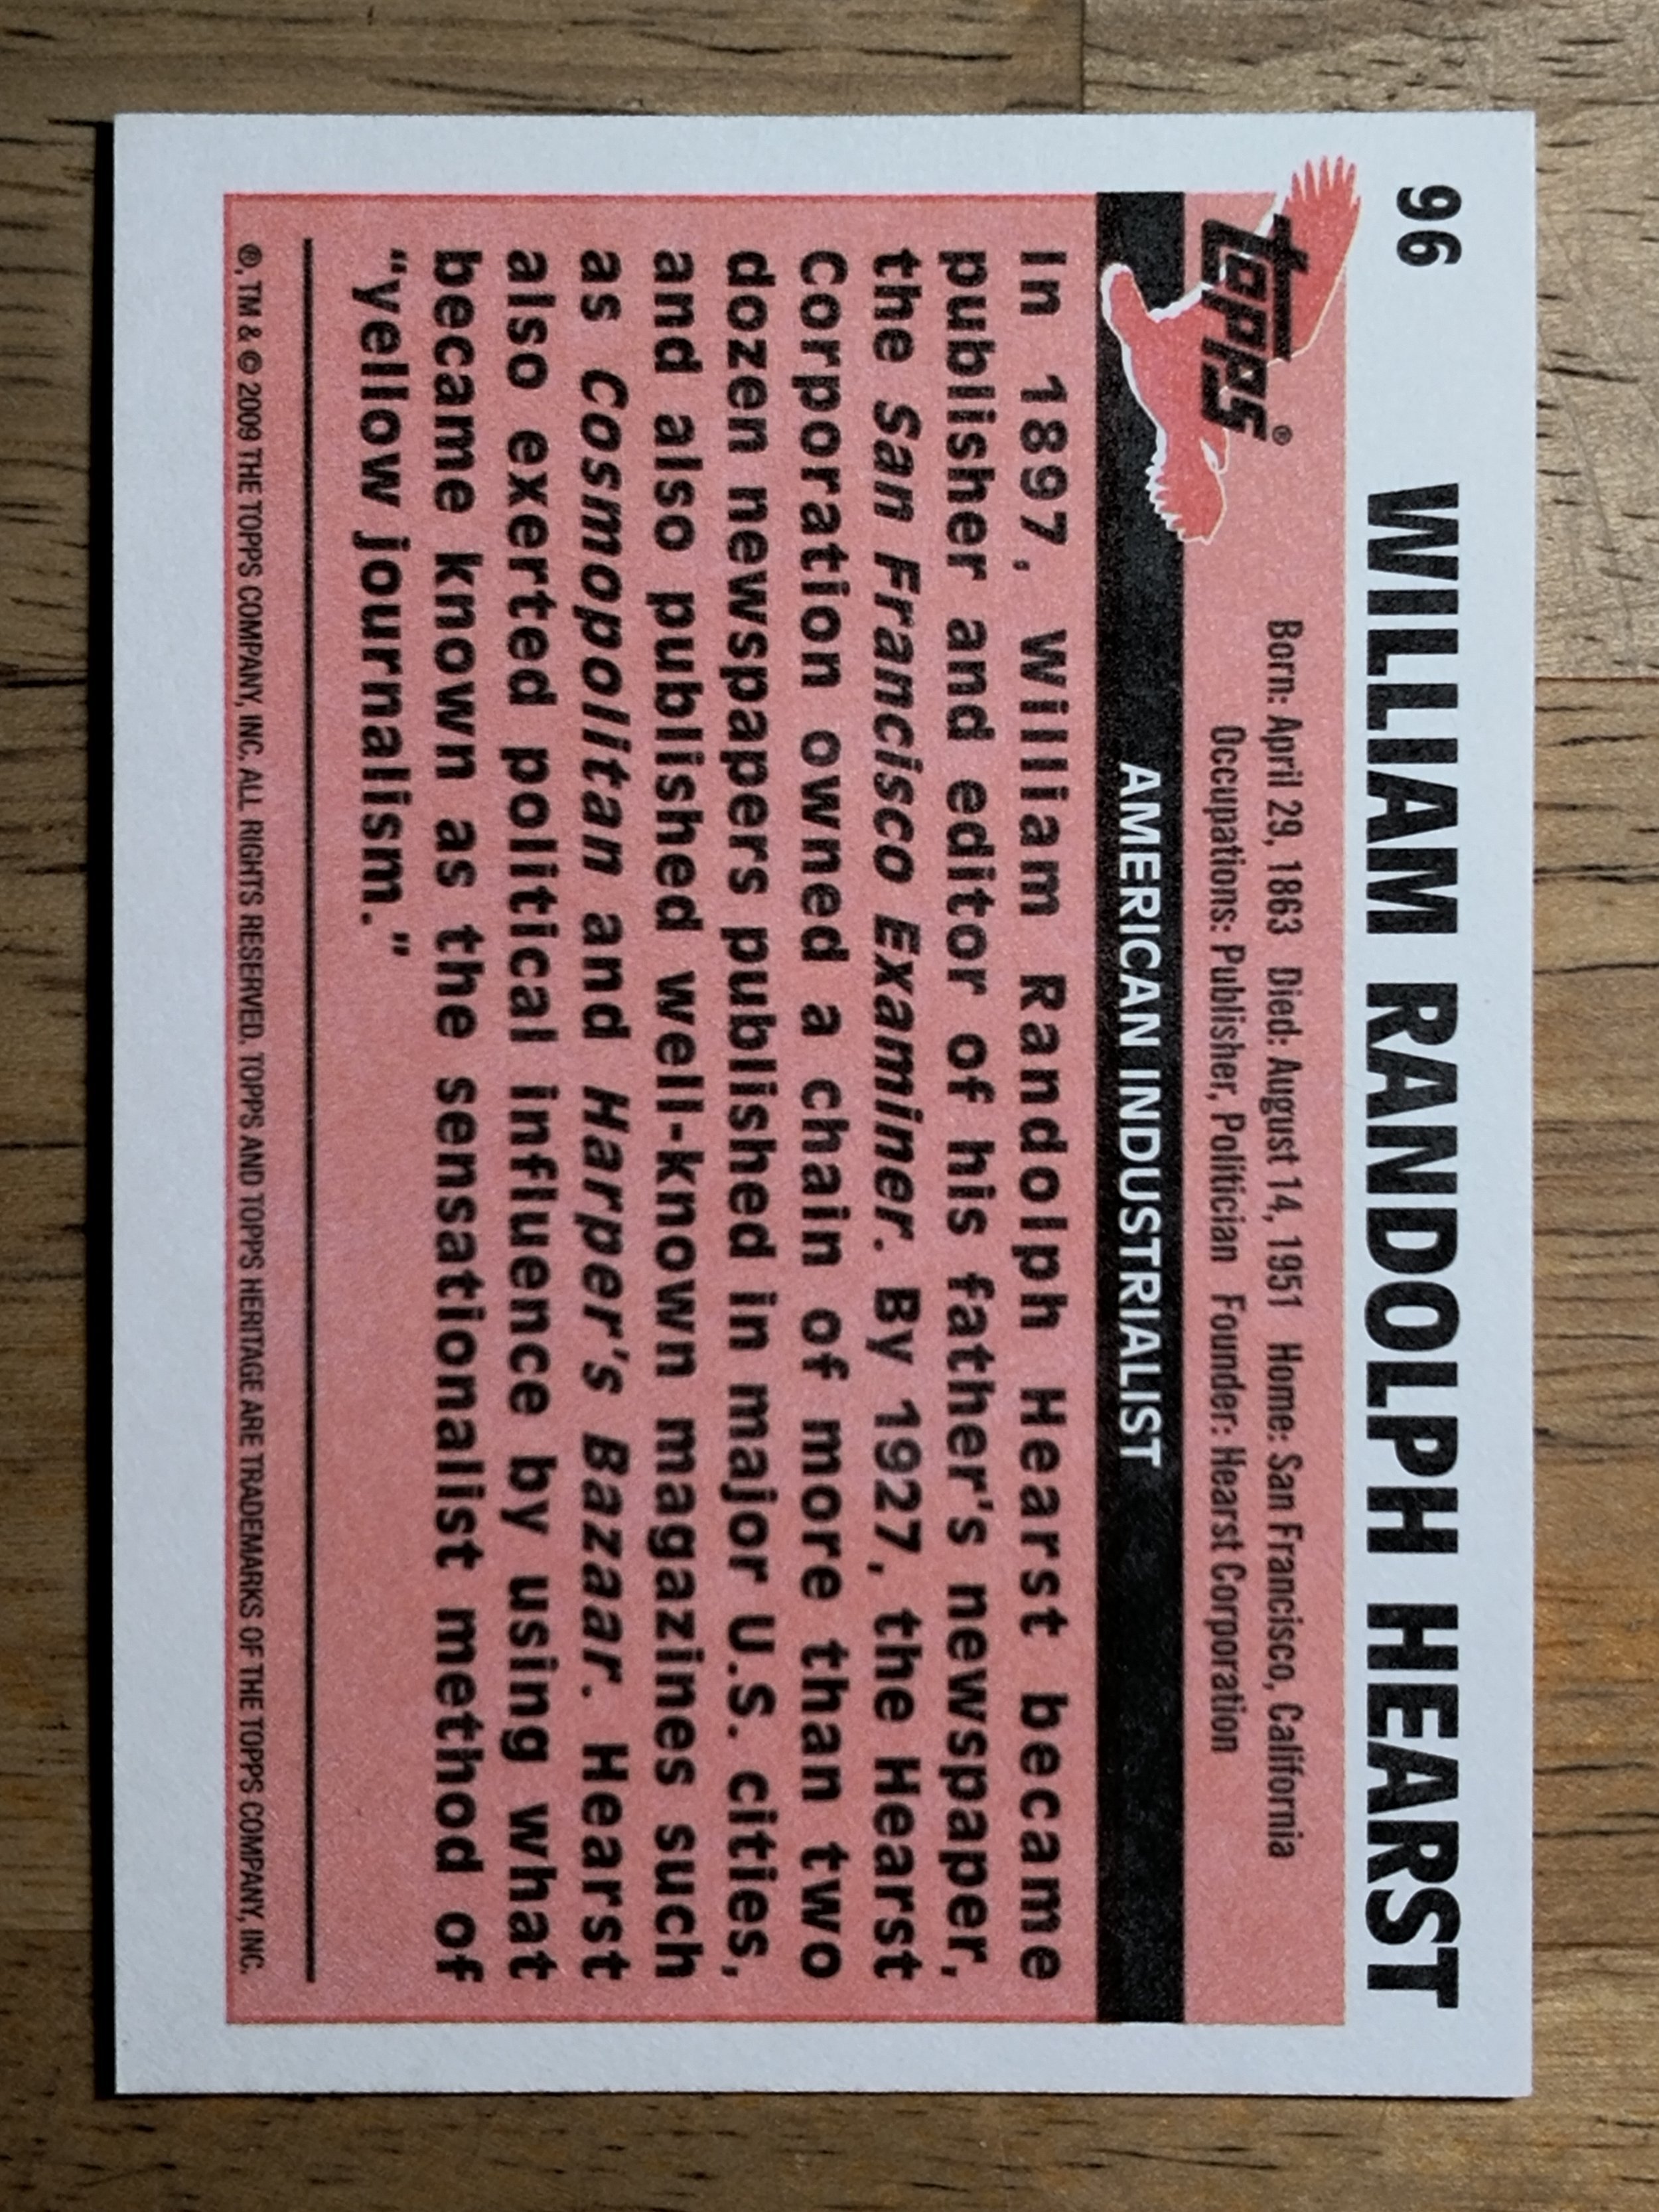 96 WILLIAM RANDOLPH HEARST
topps®
Born: April 29, 1863 Died: August 14, 1951 Home: San Francisco, California
Occupations: Publisher, Politician Founder: Hearst Corporation
AMERICAN INDUSTRIALIST
In 1897, William Randolph Hearst became
publisher and editor of his father's newspaper,
the San Francisco Examiner. By 1927, the Hearst
Corporation owned a chain of more than two
dozen newspapers published in major U.S. cities,
and also published well-known magazines such
as Cosmopolitan and Harper's Bazaar. Hearst
also exerted political influence by using what
became known as the sensationalist method of
“yellow journalism.”
®, TM & © 2009 THE TOPPS COMPANY, INC. ALL RIGHTS RESERVED. TOPPS AND TOPPS HERITAGE ARE TRADEMARKS OF THE TOPPS COMPANY, INC.